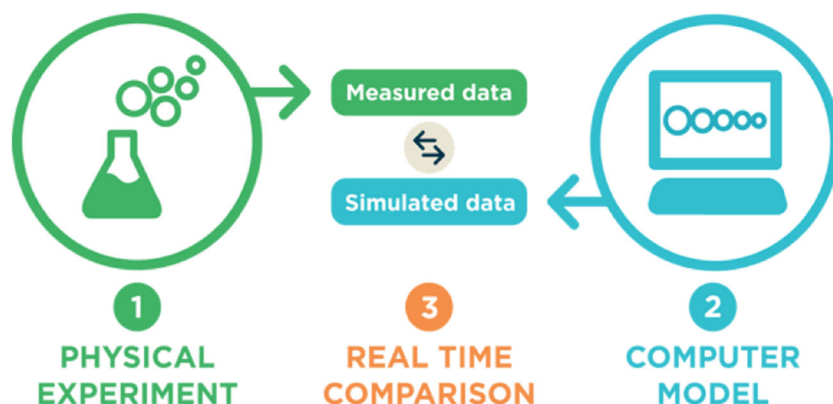 Measured data
Simulated data
1
PHYSICAL
EXPERIMENT
3
REAL TIME
COMPARISON
2
COMPUTER
MODEL